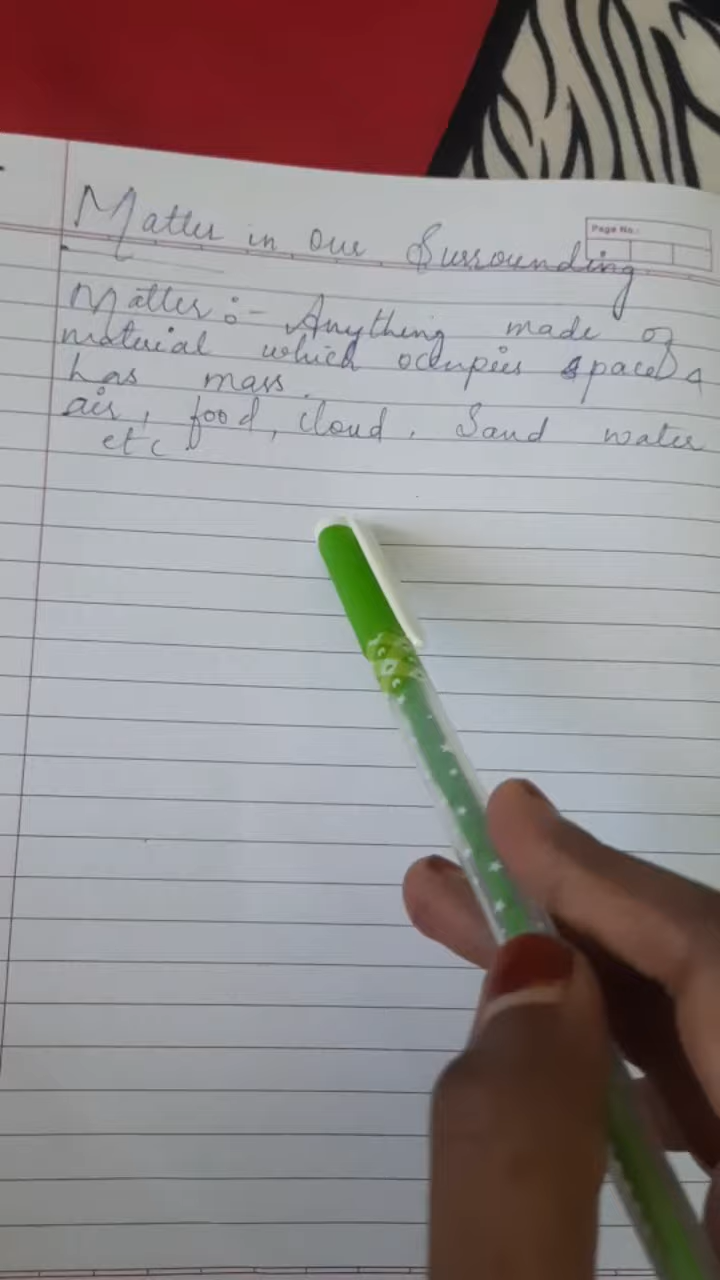 Matter in our Surrounding
Page No.:
Matter :- Anything made of
material which occupies space &
has mass.
air, food, cloud, Sand water
etc